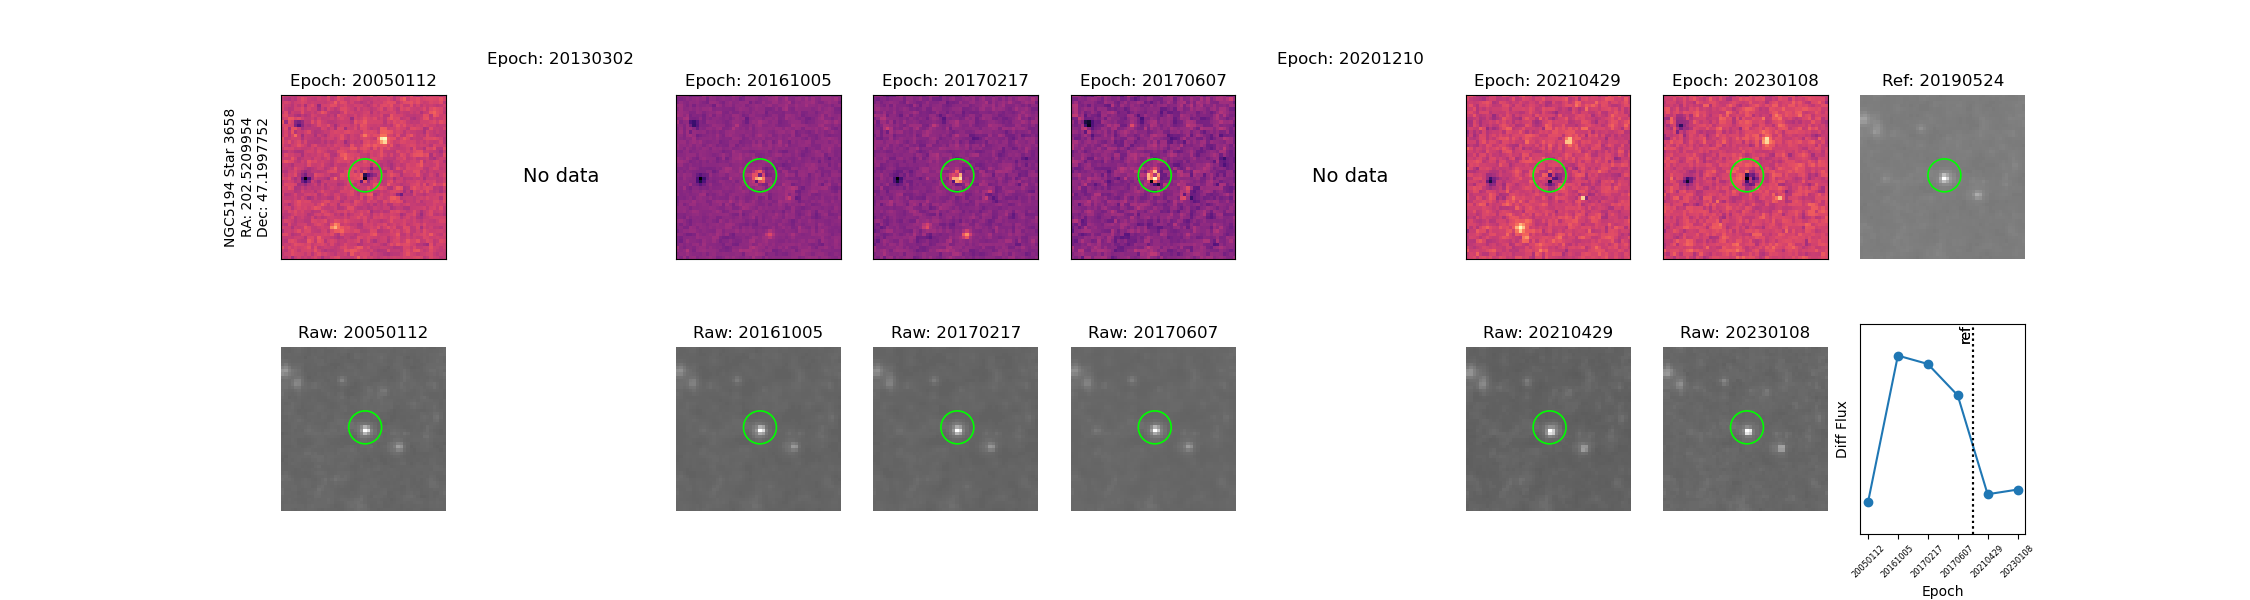 Epoch: 20130302
Epoch: 20201210
Epoch: 20050112
Epoch: 20161005
Epoch: 20170217
Epoch: 20170607
Epoch: 20210429
Epoch: 20230108
Ref: 20190524
NGC5194 Star 3658
RA: 202.5209954
Dec: 47.1997752
No data
No data
Raw: 20050112
Raw: 20161005
Raw: 20170217
Raw: 20170607
Raw: 20210429
Raw: 20230108
ref
Diff Flux
20050112
20161005
20170217
20170607
20210429
20230108
Epoch